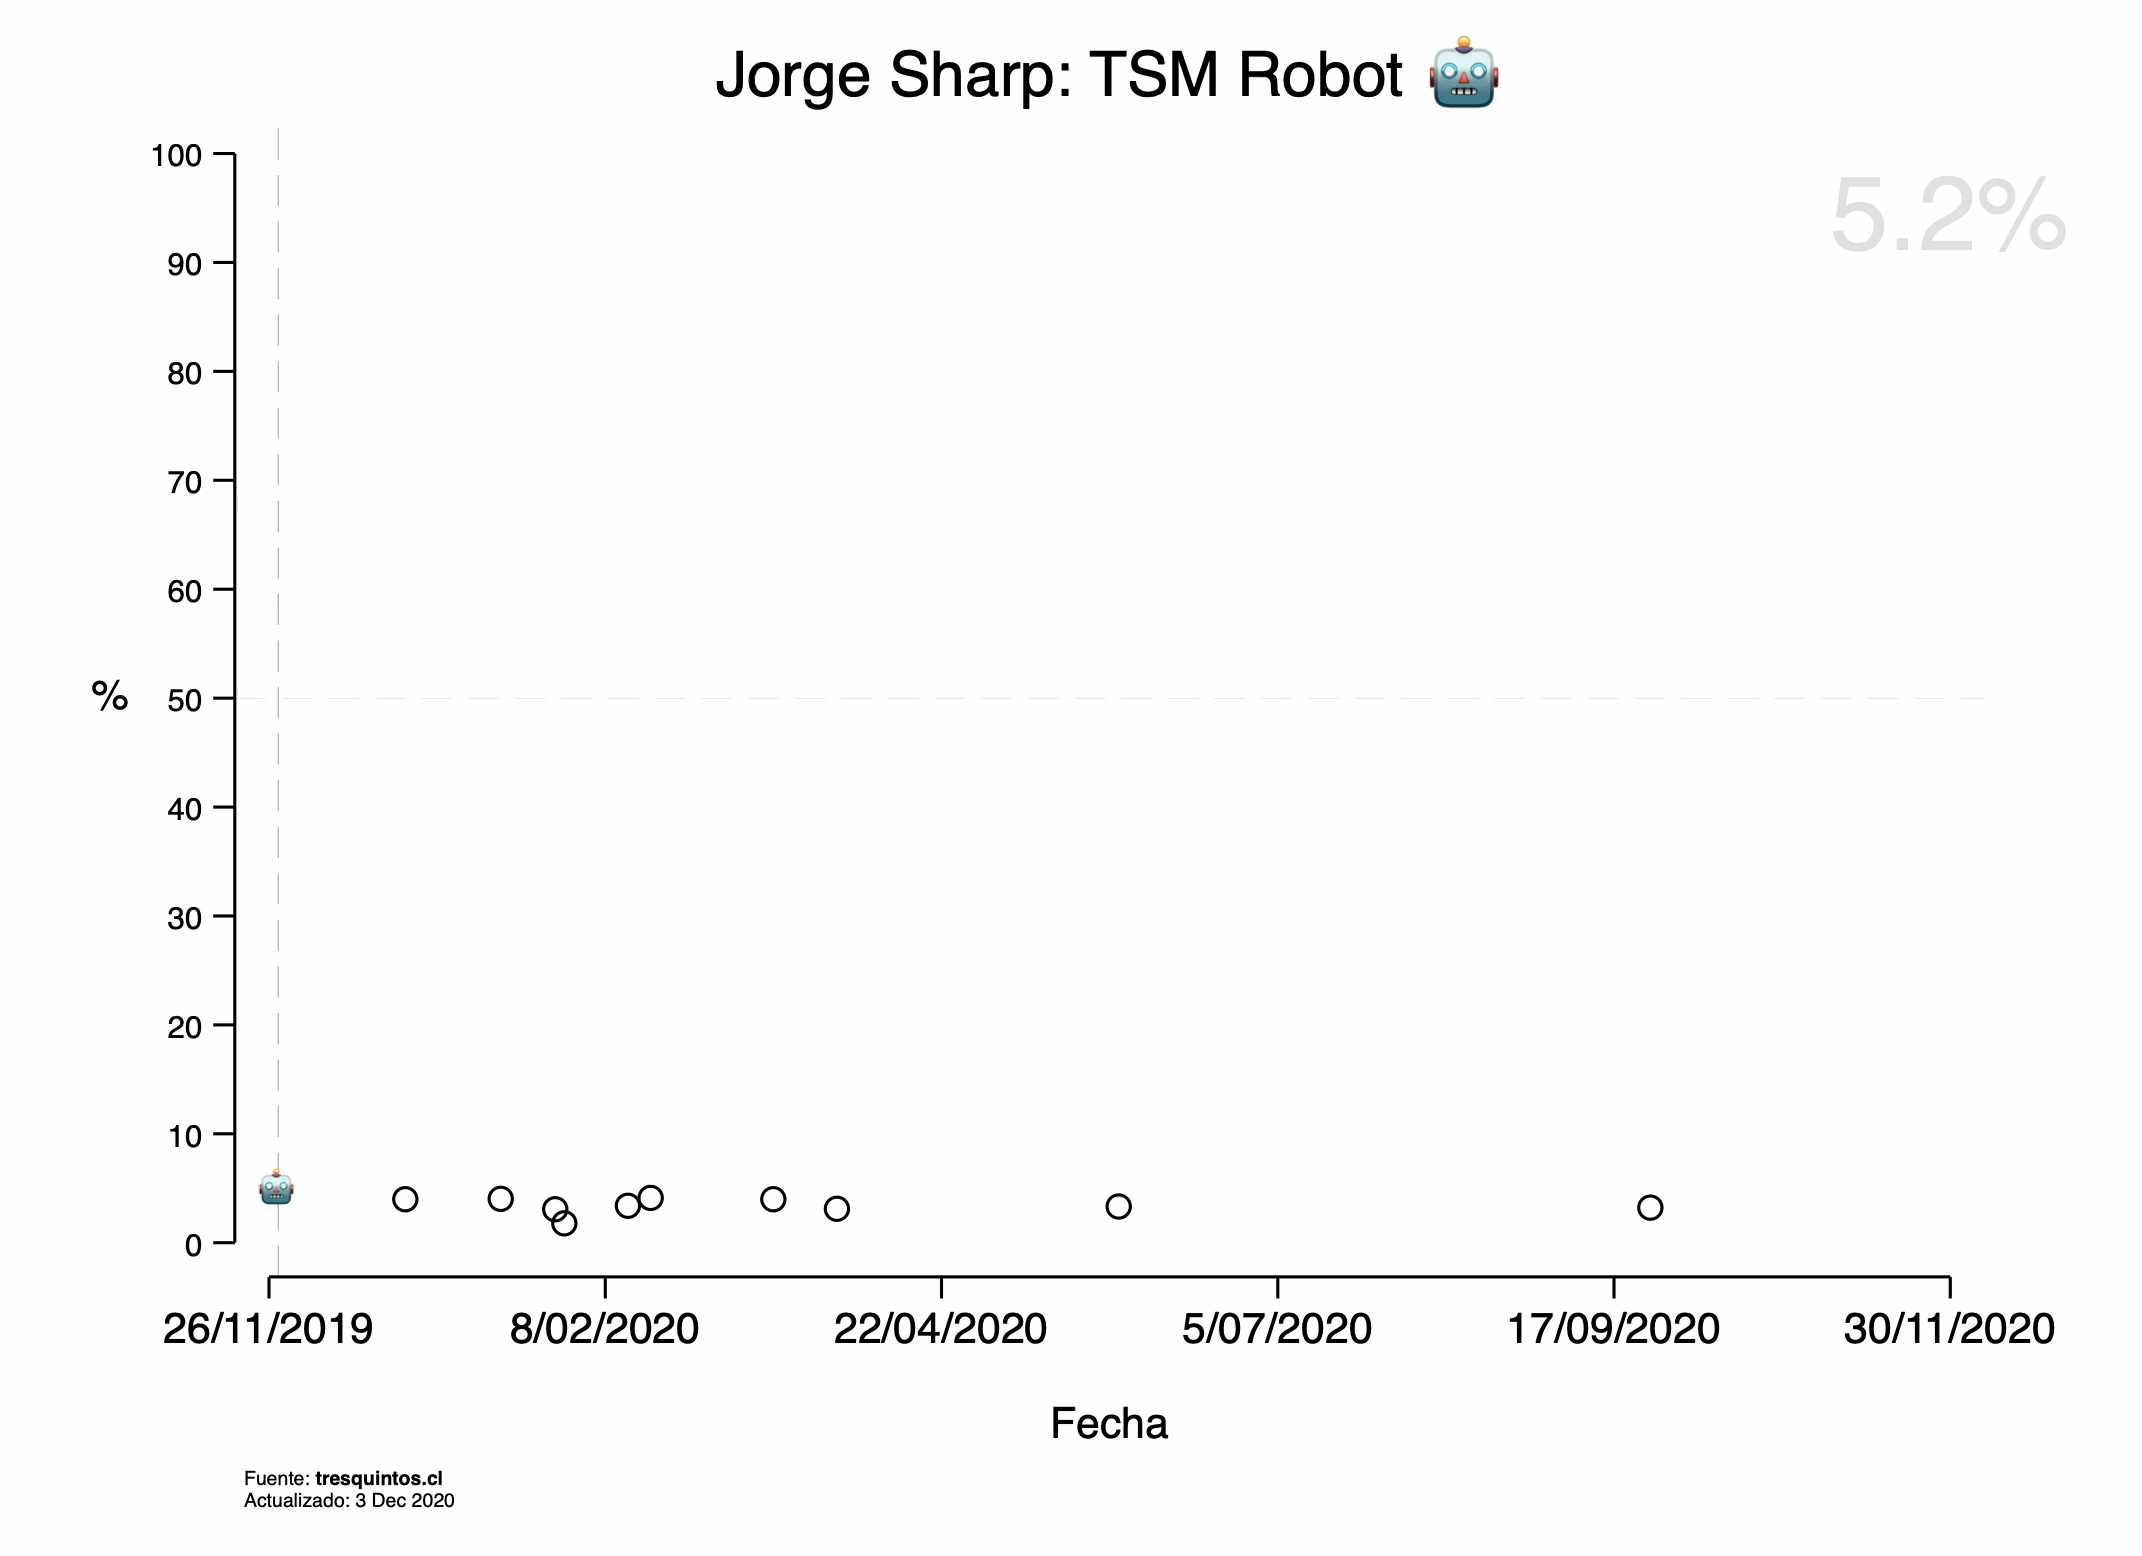 Jorge Sharp: TSM Robot
5.2%
100
90
80
70
60
50
40
30
20
10
0
%
26/11/2019 8/02/2020 22/04/2020 5/07/2020 17/09/2020 30/11/2020
Fecha
Fuente: tresquintos.cl
Actualizado: 3 Dec 2020